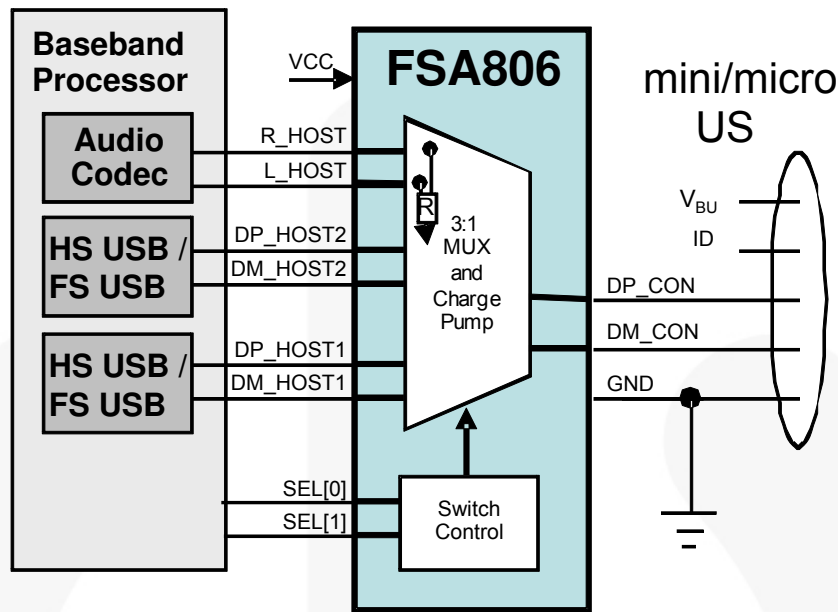 Baseband
Processor
Audio
Codec
HS USB /
FS USB
HS USB /
FS USB
VCC
R_HOST
L_HOST
DP_HOST2
DM_HOST2
DP_HOST1
DM_HOST1
SEL[0]
SEL[1]
FSA806
R
3:1
MUX
and
Charge
Pump
Switch
Control
mini/micro
US
VBU
ID
DP_CON
DM_CON
GND